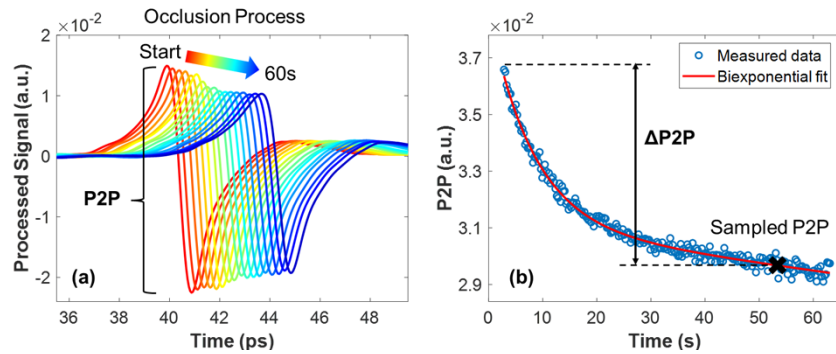 Occlusion Process
×10⁻²
Start
60s
P2P
(a)
Processed Signal (a.u.)
2
1
0
-1
-2
36 38 40 42 44 46 48
Time (ps)
×10⁻²
Measured data
Biexponential fit
ΔP2P
Sampled P2P
(b)
P2P (a.u.)
3.7
3.5
3.3
3.1
2.9
0 10 20 30 40 50 60
Time (s)